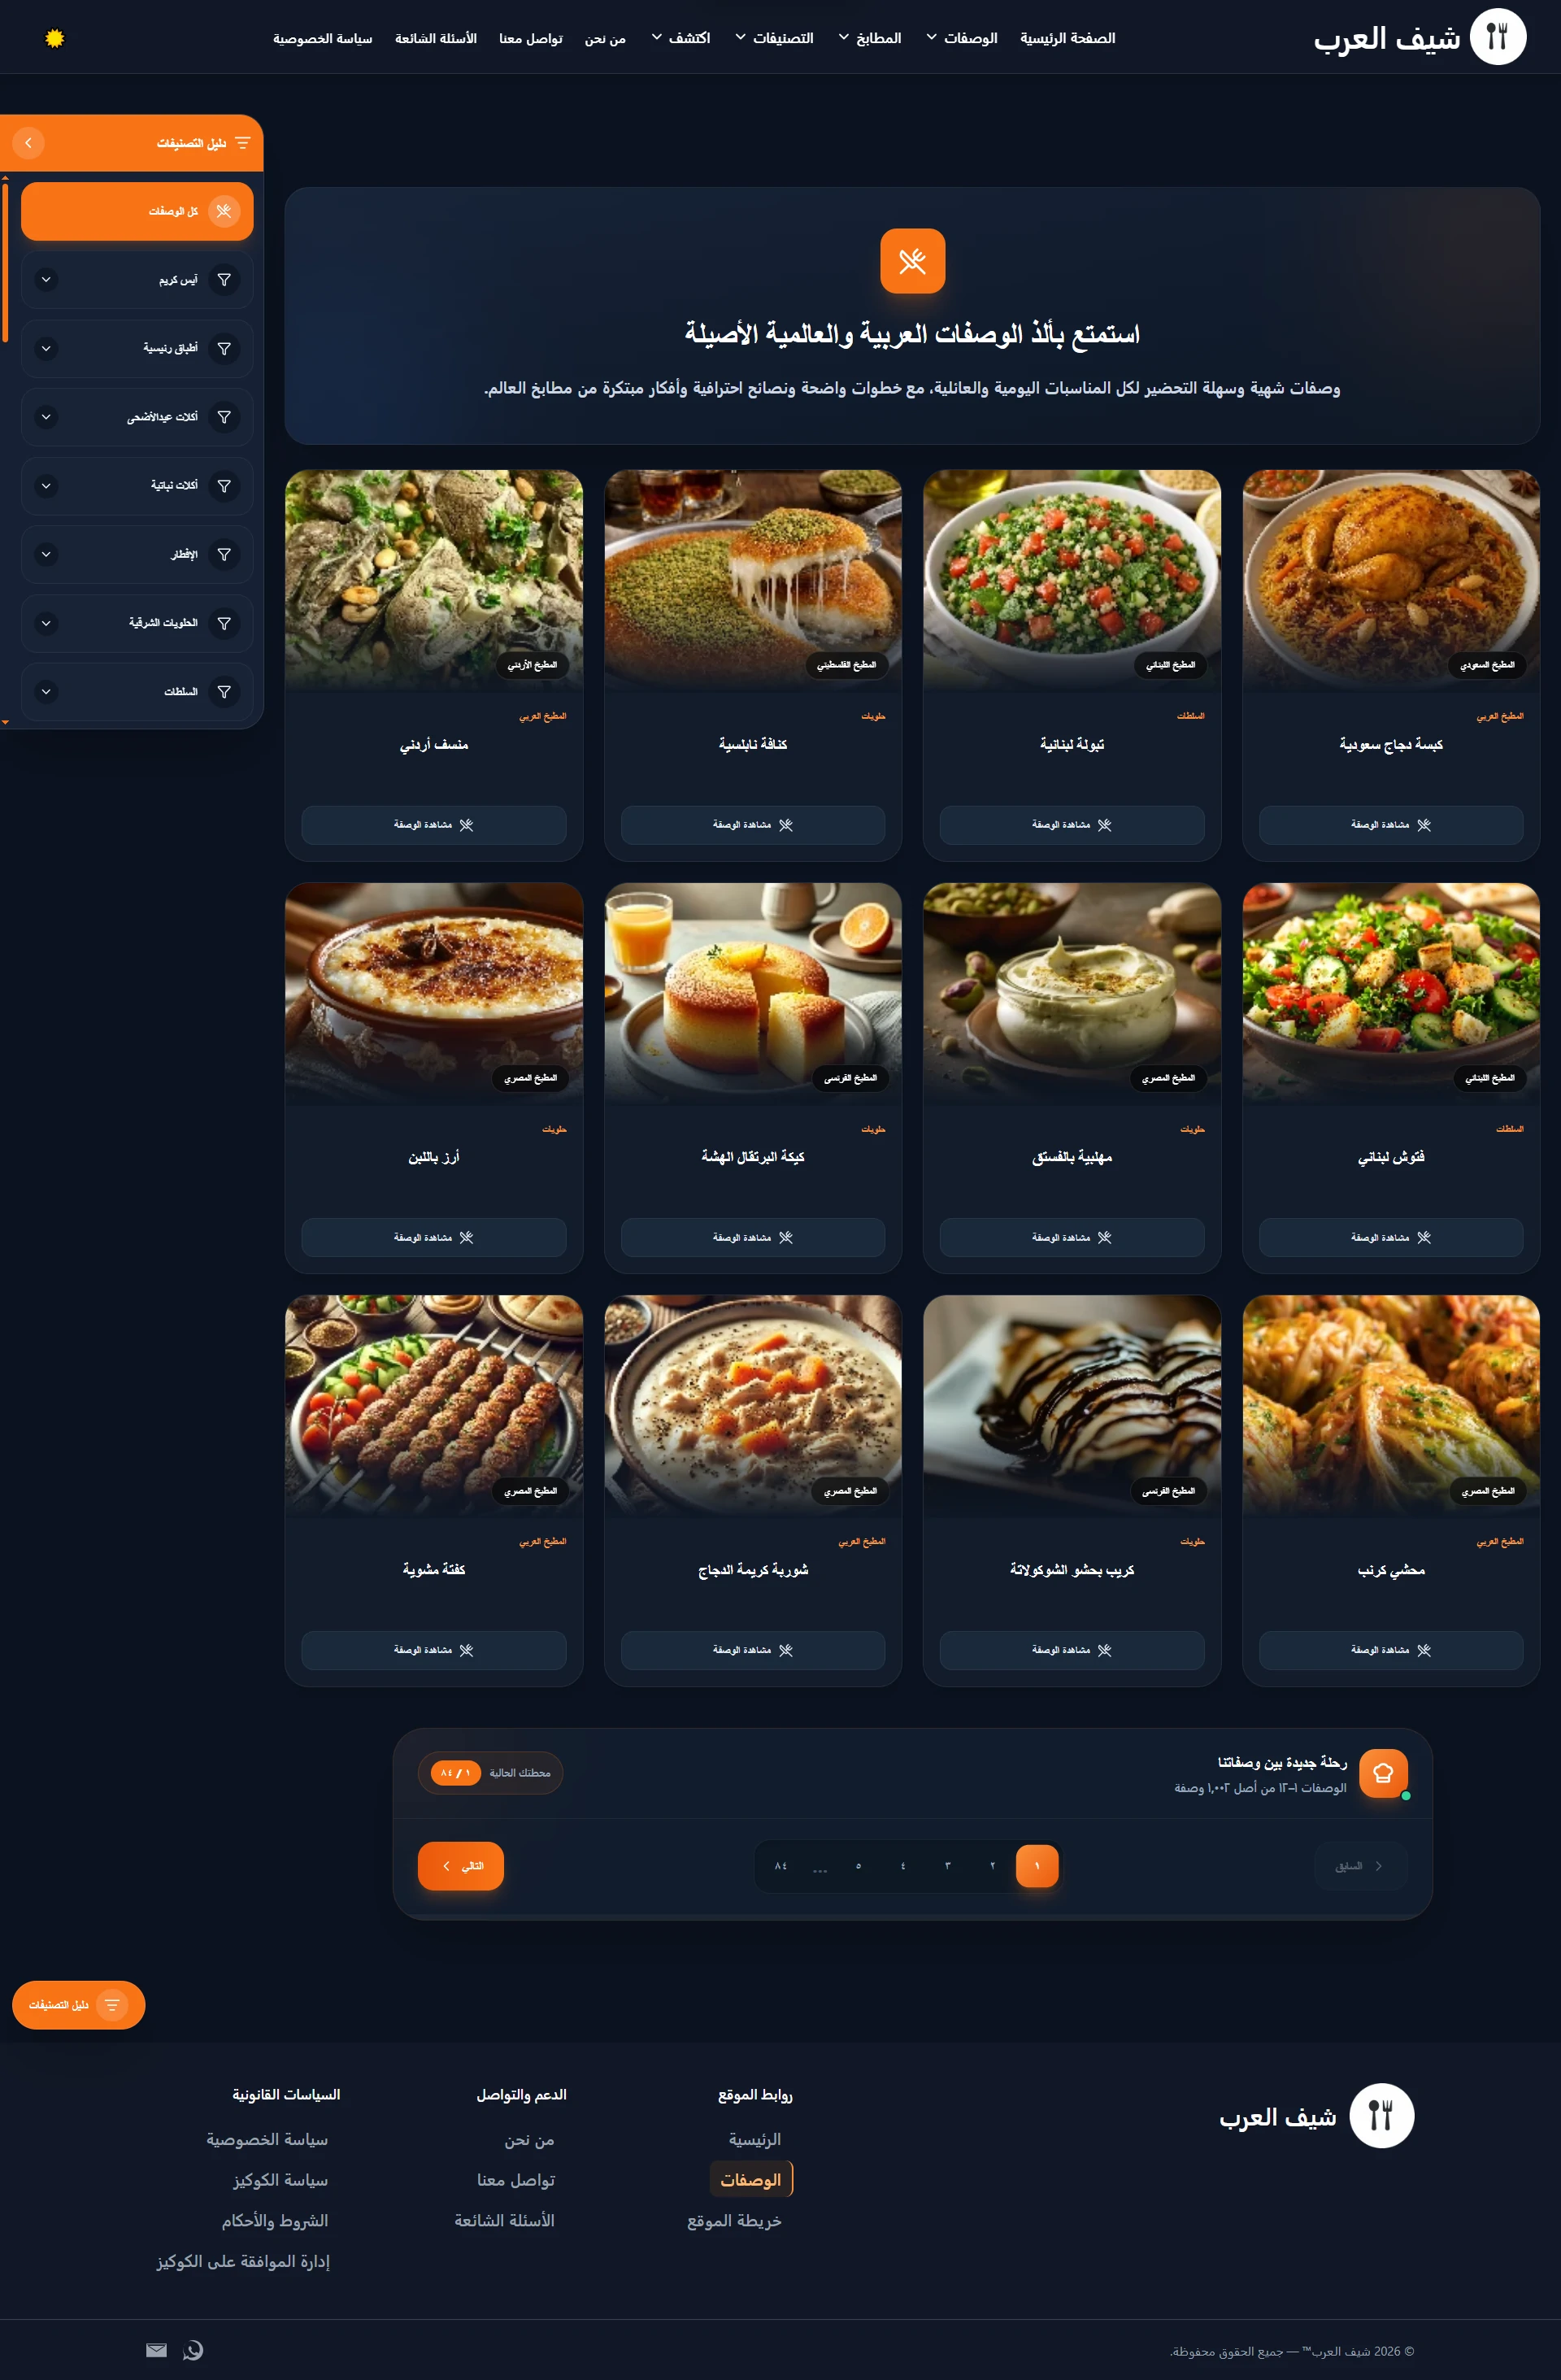 شيف العرب
الصفحة الرئيسية
الوصفات
المطابخ
التصنيفات
اكتشف
من نحن
تواصل معنا
الأسئلة الشائعة
سياسة الخصوصية
دليل التصنيفات
كل الوصفات
آيس كريم
أطباق رئيسية
أكلات عيدالأضحى
أكلات نباتية
الإفطار
الحلويات الشرقية
السلطات
استمتع بألذ الوصفات العربية والعالمية الأصيلة
وصفات شهية وسهلة التحضير لكل المناسبات اليومية والعائلية، مع خطوات واضحة ونصائح احترافية وأفكار مبتكرة من مطابخ العالم.
المطبخ السعودي
المطبخ العربي
كبسة دجاج سعودية
مشاهدة الوصفة
المطبخ اللبناني
السلطات
تبولة لبنانية
مشاهدة الوصفة
المطبخ الفلسطيني
حلويات
كنافة نابلسية
مشاهدة الوصفة
المطبخ الأردني
المطبخ العربي
منسف أردني
مشاهدة الوصفة
المطبخ اللبناني
السلطات
فتوش لبناني
مشاهدة الوصفة
المطبخ المصري
حلويات
مهلبية بالفستق
مشاهدة الوصفة
المطبخ الفرنسى
حلويات
كيكة البرتقال الهشة
مشاهدة الوصفة
المطبخ المصري
حلويات
أرز باللبن
مشاهدة الوصفة
المطبخ المصري
المطبخ العربي
محشي كرنب
مشاهدة الوصفة
المطبخ الفرنسى
حلويات
كريب بحشو الشوكولاتة
مشاهدة الوصفة
المطبخ المصري
المطبخ العربي
شوربة كريمة الدجاج
مشاهدة الوصفة
المطبخ المصري
المطبخ العربي
كفتة مشوية
مشاهدة الوصفة
رحلة جديدة بين وصفاتنا
الوصفات ١–١٢ من أصل ١٬٠٠٢ وصفة
محطتك الحالية
١ / ٨٤
السابق
١ ٢ ٣ ٤ ٥ ... ٨٤
التالي
دليل التصنيفات
شيف العرب
روابط الموقع
الرئيسية
الوصفات
خريطة الموقع
الدعم والتواصل
من نحن
تواصل معنا
الأسئلة الشائعة
السياسات القانونية
سياسة الخصوصية
سياسة الكوكيز
الشروط والأحكام
إدارة الموافقة على الكوكيز
© 2026 شيف العرب™ — جميع الحقوق محفوظة.